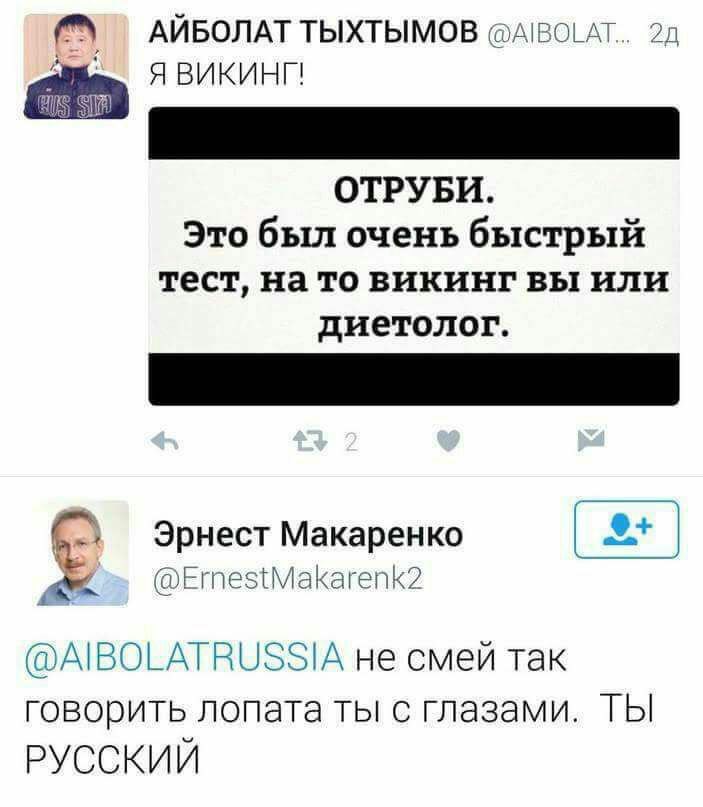 АЙБОЛАТ ТЫХТЫМОВ @AIBOLAT... 2д
Я ВИКИНГ!
RUSSIA
ОТРУБИ.
Это был очень быстрый
тест, на то викинг вы или
диетолог.
2
Эрнест Макаренко
@ErnestMakarenk2
@AIBOLATRUSSIA не смей так
говорить лопата ты с глазами. ТЫ
РУССКИЙ